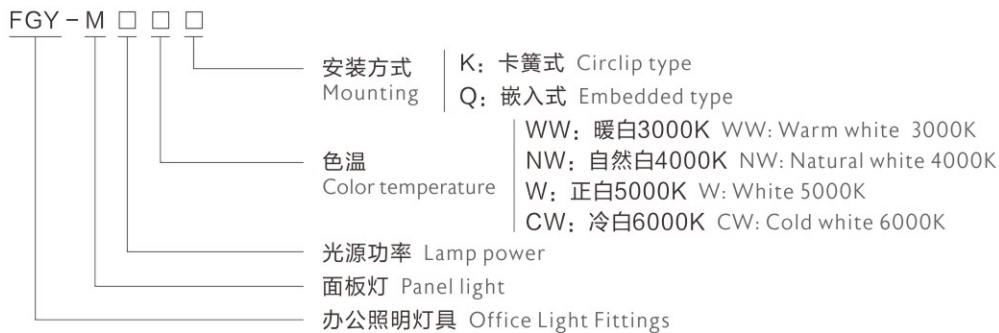 FGY-M□□□
安装方式
Mounting
K：卡簧式 Circlip type
Q：嵌入式 Embedded type
色温
Color temperature
WW：暖白3000K WW: Warm white 3000K
NW：自然白4000K NW: Natural white 4000K
W：正白5000K W: White 5000K
CW：冷白6000K CW: Cold white 6000K
光源功率 Lamp power
面板灯 Panel light
办公照明灯具 Office Light Fittings